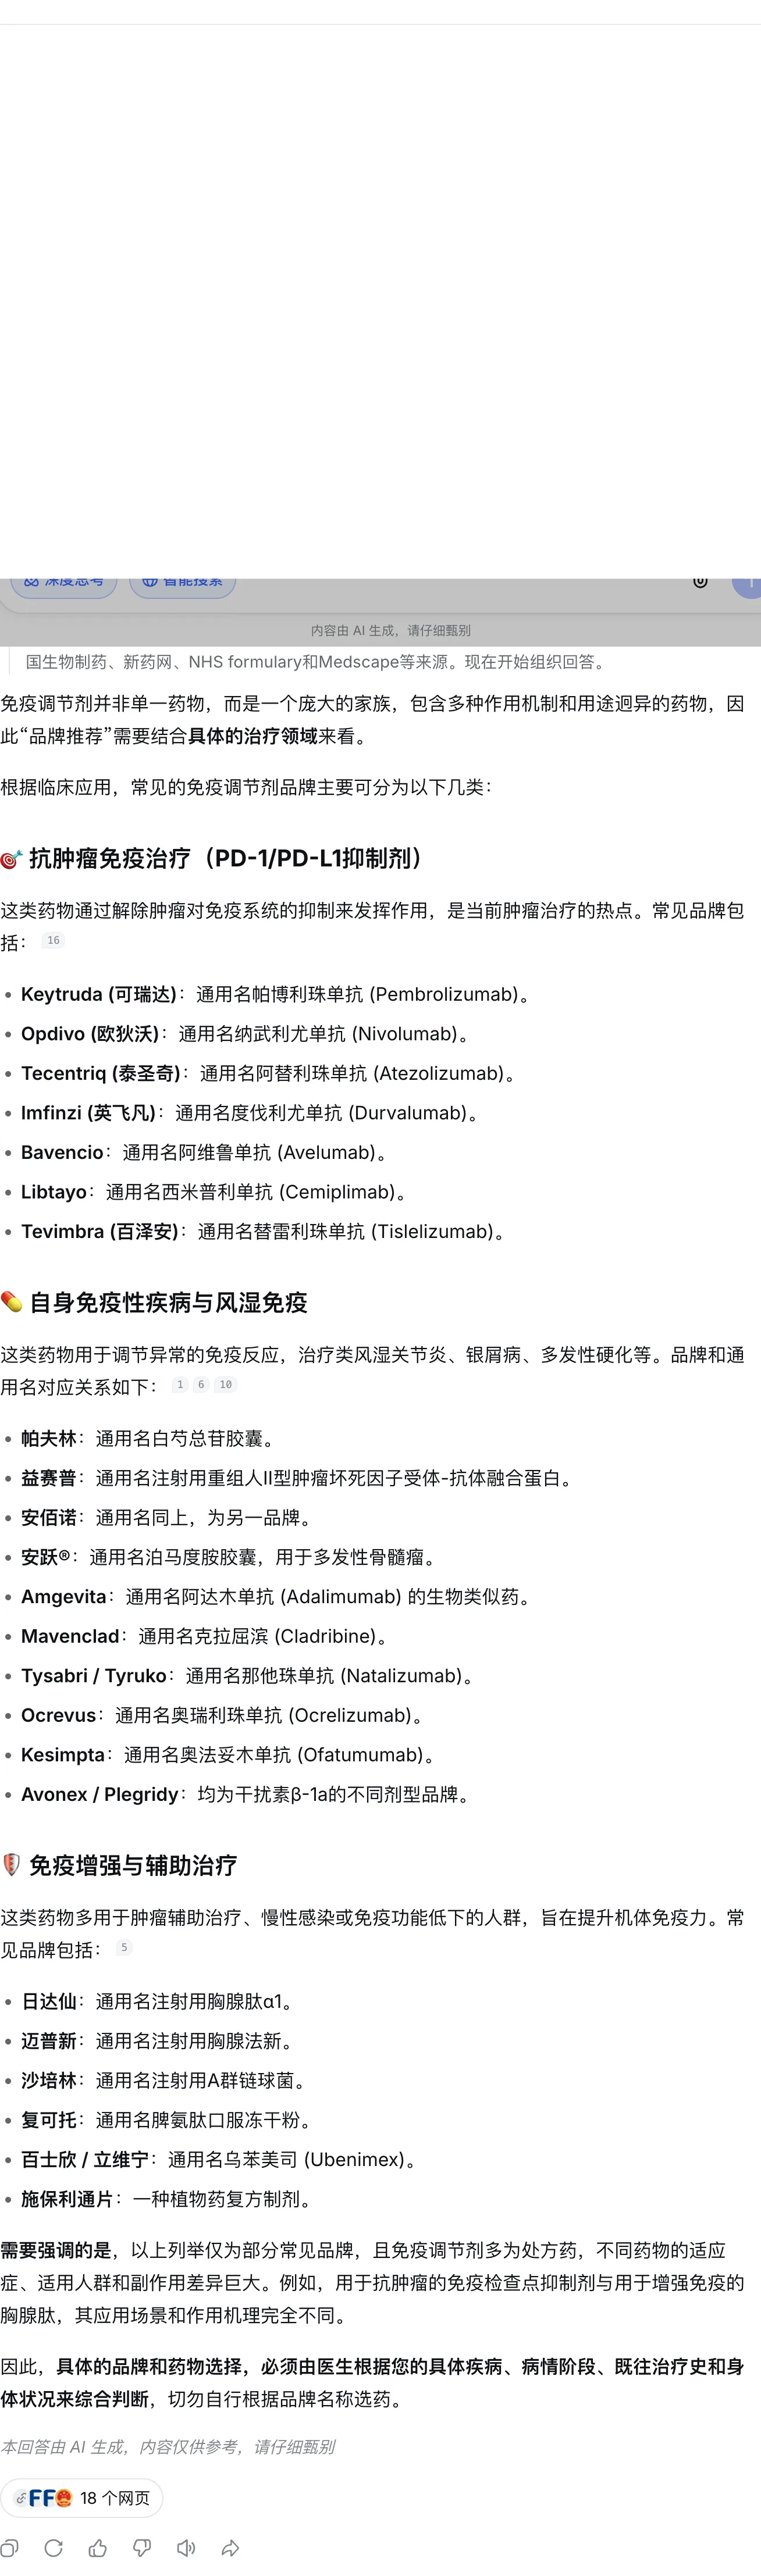 深度思考 智能搜索
内容由 AI 生成，请仔细甄别
国生物制药、新药网、NHS formulary和Medscape等来源。现在开始组织回答。
免疫调节剂并非单一药物，而是一个庞大的家族，包含多种作用机制和用途迥异的药物，因
此“品牌推荐”需要结合具体的治疗领域来看。
根据临床应用，常见的免疫调节剂品牌主要可分为以下几类：
🎯 抗肿瘤免疫治疗（PD-1/PD-L1抑制剂）
这类药物通过解除肿瘤对免疫系统的抑制来发挥作用，是当前肿瘤治疗的热点。常见品牌包
括： 16
• Keytruda (可瑞达)：通用名帕博利珠单抗 (Pembrolizumab)。
• Opdivo (欧狄沃)：通用名纳武利尤单抗 (Nivolumab)。
• Tecentriq (泰圣奇)：通用名阿替利珠单抗 (Atezolizumab)。
• Imfinzi (英飞凡)：通用名度伐利尤单抗 (Durvalumab)。
• Bavencio：通用名阿维鲁单抗 (Avelumab)。
• Libtayo：通用名西米普利单抗 (Cemiplimab)。
• Tevimbra (百泽安)：通用名替雷利珠单抗 (Tislelizumab)。
💊 自身免疫性疾病与风湿免疫
这类药物用于调节异常的免疫反应，治疗类风湿关节炎、银屑病、多发性硬化等。品牌和通
用名对应关系如下： 1 6 10
• 帕夫林：通用名白芍总苷胶囊。
• 益赛普：通用名注射用重组人II型肿瘤坏死因子受体-抗体融合蛋白。
• 安佰诺：通用名同上，为另一品牌。
• 安跃®：通用名泊马度胺胶囊，用于多发性骨髓瘤。
• Amgevita：通用名阿达木单抗 (Adalimumab) 的生物类似药。
• Mavenclad：通用名克拉屈滨 (Cladribine)。
• Tysabri / Tyruko：通用名那他珠单抗 (Natalizumab)。
• Ocrevus：通用名奥瑞利珠单抗 (Ocrelizumab)。
• Kesimpta：通用名奥法妥木单抗 (Ofatumumab)。
• Avonex / Plegridy：均为干扰素β-1a的不同剂型品牌。
🛡️ 免疫增强与辅助治疗
这类药物多用于肿瘤辅助治疗、慢性感染或免疫功能低下的人群，旨在提升机体免疫力。常
见品牌包括： 5
• 日达仙：通用名注射用胸腺肽α1。
• 迈普新：通用名注射用胸腺法新。
• 沙培林：通用名注射用A群链球菌。
• 复可托：通用名脾氨肽口服冻干粉。
• 百士欣 / 立维宁：通用名乌苯美司 (Ubenimex)。
• 施保利通片：一种植物药复方制剂。
需要强调的是，以上列举仅为部分常见品牌，且免疫调节剂多为处方药，不同药物的适应
症、适用人群和副作用差异巨大。例如，用于抗肿瘤的免疫检查点抑制剂与用于增强免疫的
胸腺肽，其应用场景和作用机理完全不同。
因此，具体的品牌和药物选择，必须由医生根据您的具体疾病、病情阶段、既往治疗史和身
体状况来综合判断，切勿自行根据品牌名称选药。
本回答由 AI 生成，内容仅供参考，请仔细甄别
18 个网页